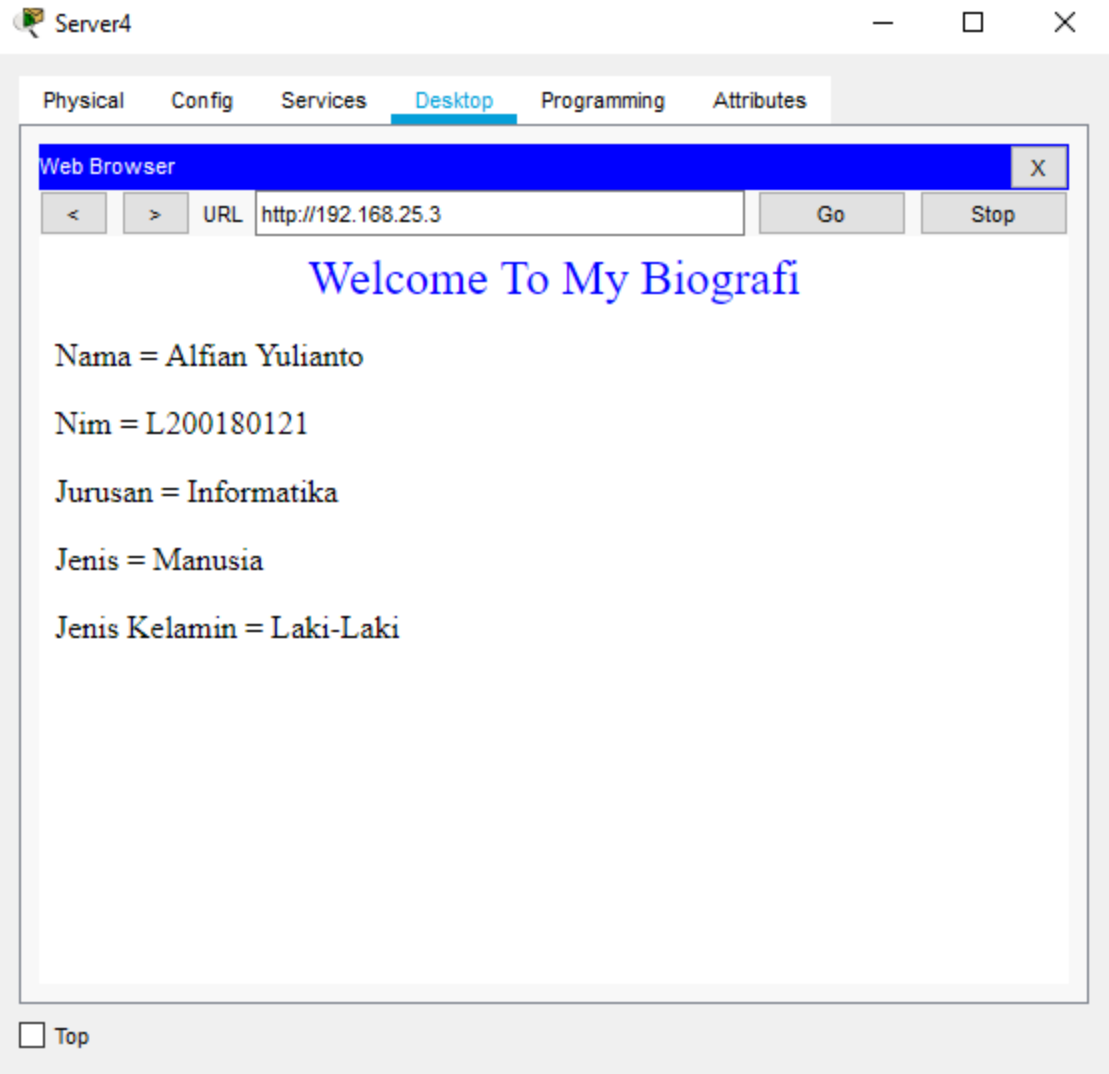 Server4
Physical Config Services Desktop Programming Attributes
Web Browser X
< > URL http://192.168.25.3 Go Stop
Welcome To My Biografi
Nama = Alfian Yulianto
Nim = L200180121
Jurusan = Informatika
Jenis = Manusia
Jenis Kelamin = Laki-Laki
Top